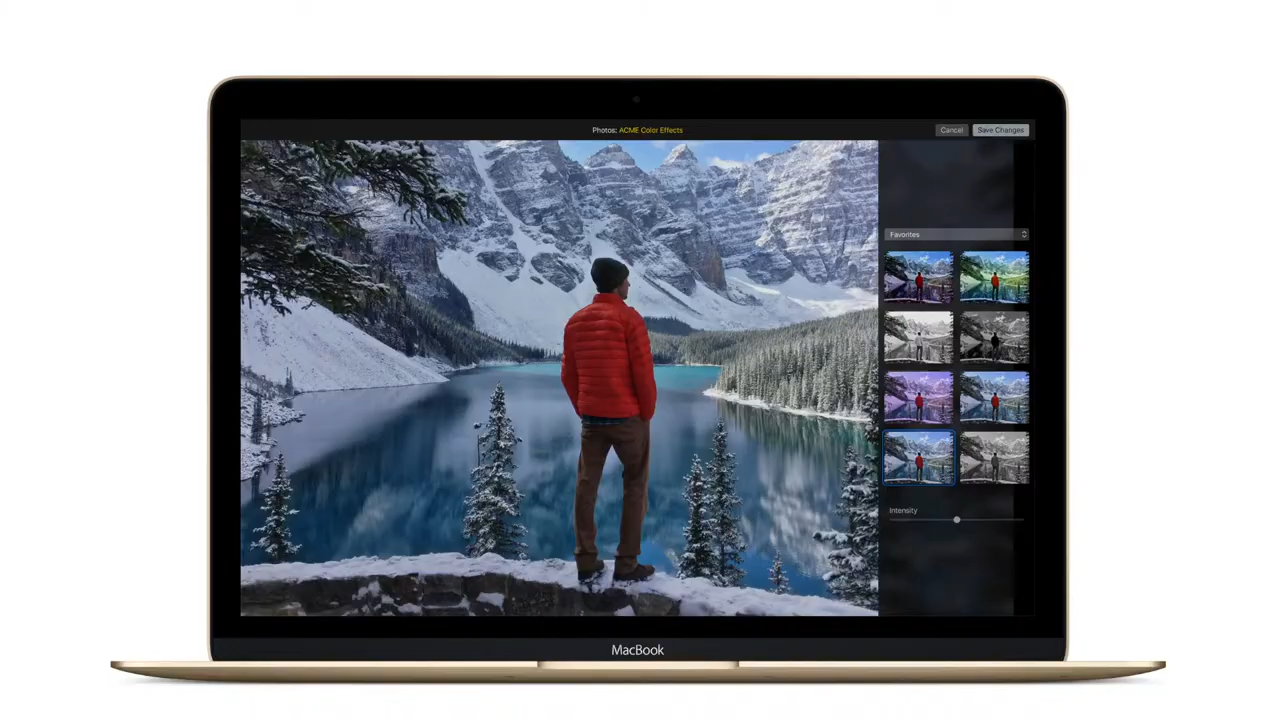 Photos: ACME Color Effects
Cancel
Save Changes
Favorites
Intensity
MacBook